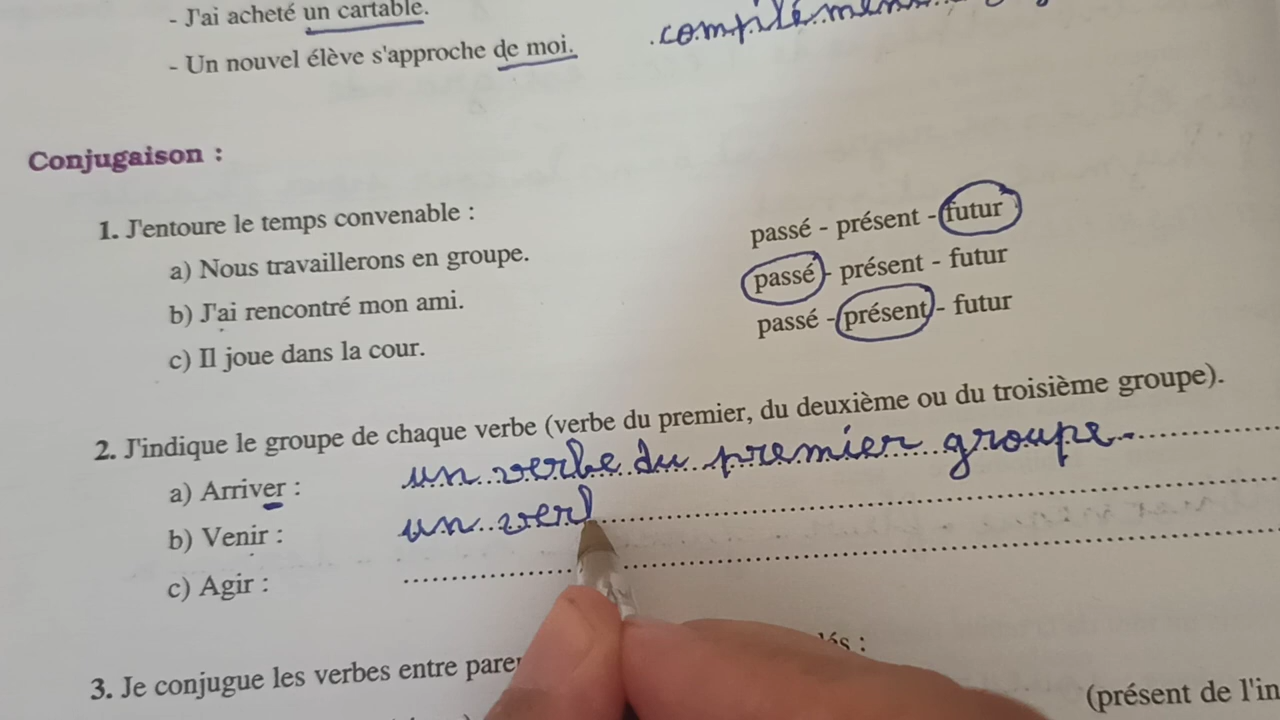 - J'ai acheté un cartable.
- Un nouvel élève s'approche de moi.
Conjugaison :
1. J'entoure le temps convenable :
a) Nous travaillerons en groupe. passé - présent - futur
b) J'ai rencontré mon ami. passé - présent - futur
c) Il joue dans la cour. passé - présent - futur
2. J'indique le groupe de chaque verbe (verbe du premier, du deuxième ou du troisième groupe).
a) Arriver : un verbe du premier groupe
b) Venir : un verb
c) Agir :
3. Je conjugue les verbes entre
(présent de l'in